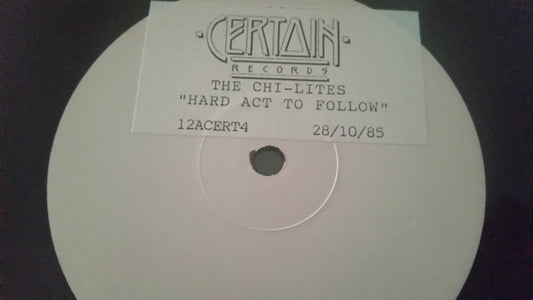 CERTAIN
RECORDS
THE CHI-LITES
"HARD ACT TO FOLLOW"
12ACERT4 28/10/85